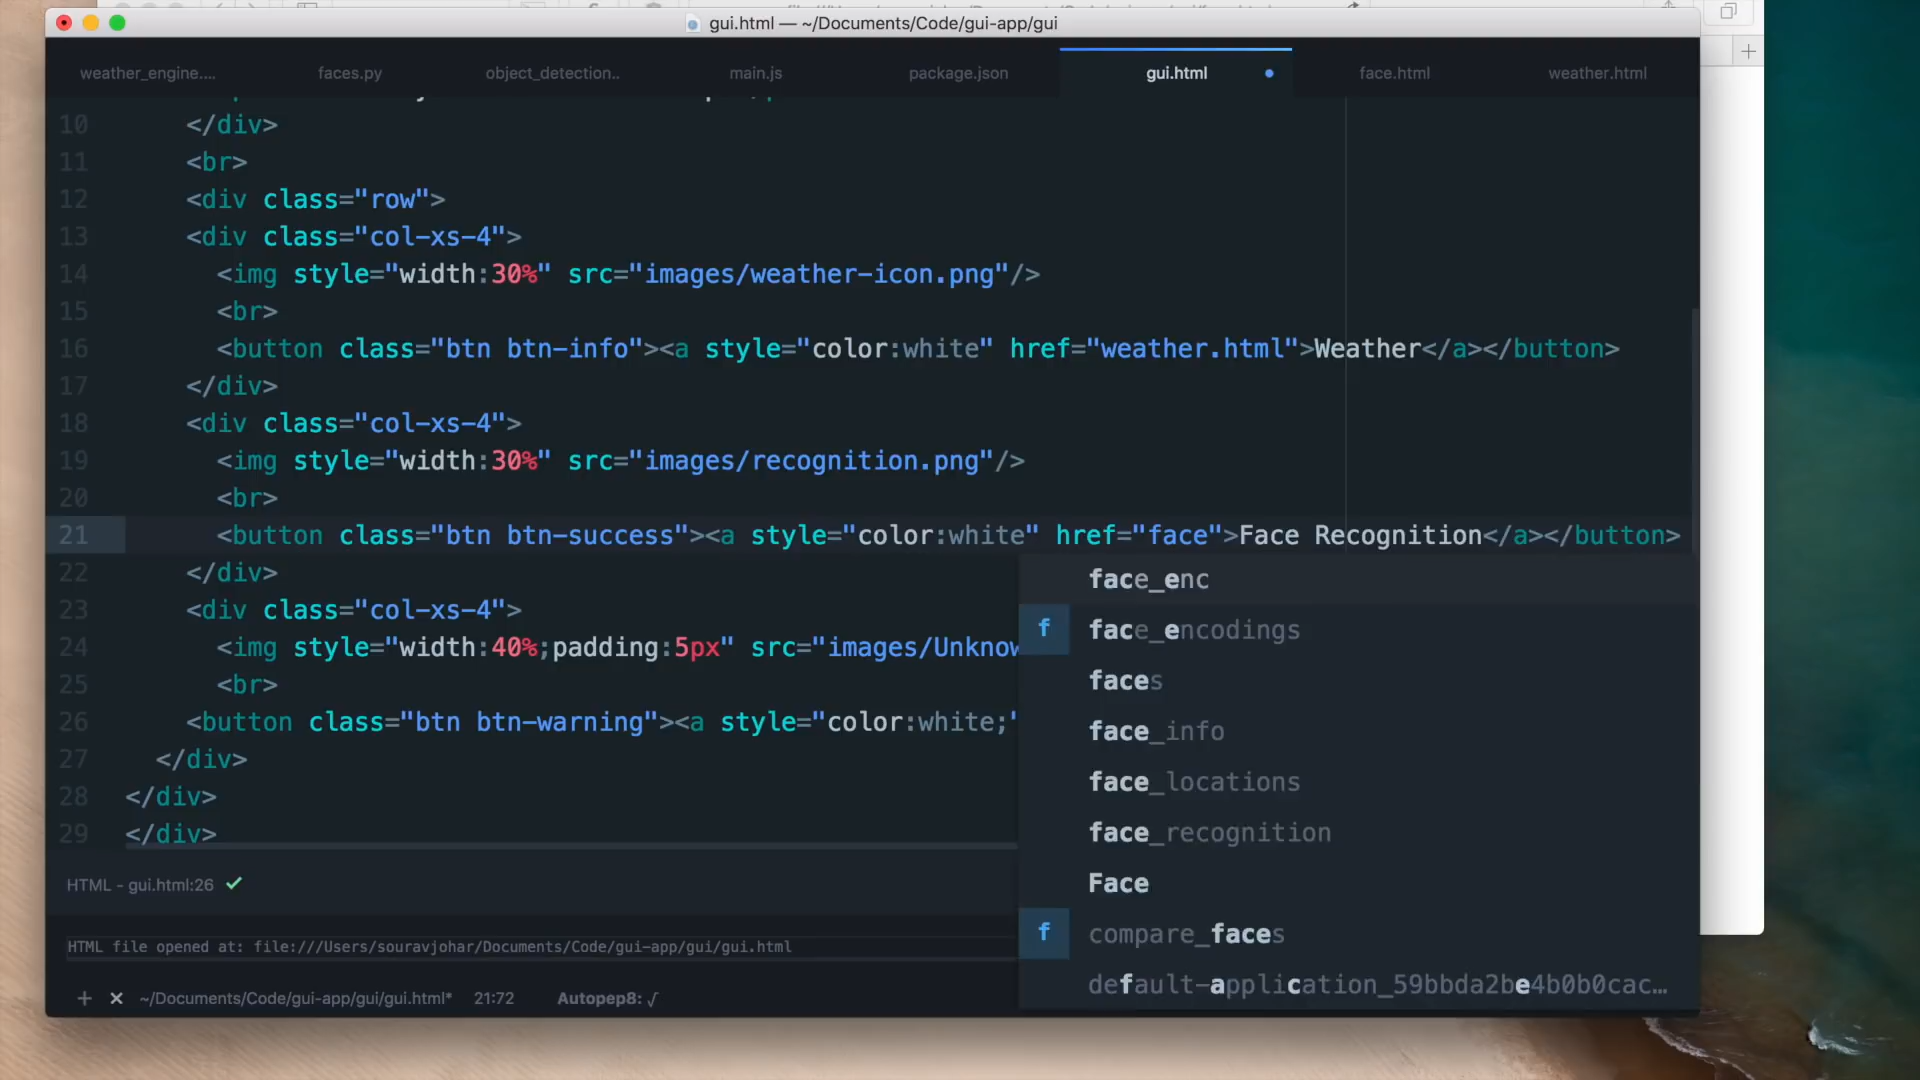 gui.html — ~/Documents/Code/gui-app/gui
weather_engine.... faces.py object_detection.. main.js package.json gui.html face.html weather.html
10 </div>
11 <br>
12 <div class="row">
13 <div class="col-xs-4">
14 <img style="width:30%" src="images/weather-icon.png"/>
15 <br>
16 <button class="btn btn-info"><a style="color:white" href="weather.html">Weather</a></button>
17 </div>
18 <div class="col-xs-4">
19 <img style="width:30%" src="images/recognition.png"/>
20 <br>
21 <button class="btn btn-success"><a style="color:white" href="face">Face Recognition</a></button>
22 </div>
23 <div class="col-xs-4">
24 <img style="width:40%;padding:5px" src="images/Unknow
25 <br>
26 <button class="btn btn-warning"><a style="color:white;"
27 </div>
28 </div>
29 </div>
face_enc
f face_encodings
faces
face_info
face_locations
face_recognition
Face
f compare_faces
default-application_59bbda2be4b0b0cac…
HTML - gui.html:26 ✓
HTML file opened at: file:///Users/souravjohar/Documents/Code/gui-app/gui/gui.html
+ × ~/Documents/Code/gui-app/gui/gui.html* 21:72 Autopep8: √